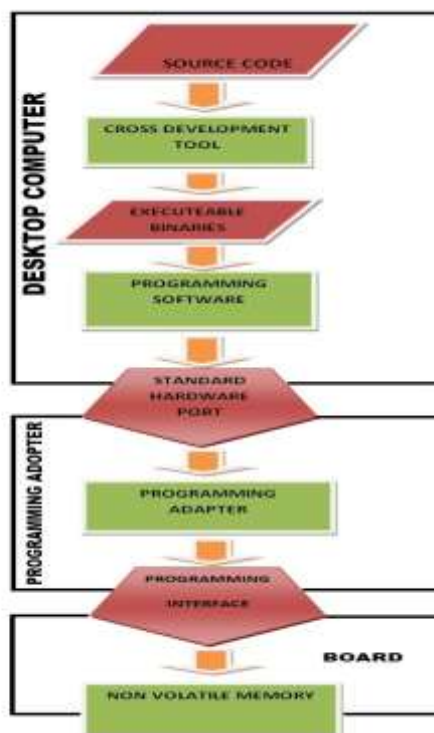 DESKTOP COMPUTER
SOURCE CODE
CROSS DEVELOPMENT
TOOL
EXECUTEABLE
BINARIES
PROGRAMMING
SOFTWARE
STANDARD
HARDWARE
PORT
PROGRAMMING ADOPTER
PROGRAMMING
ADAPTER
PROGRAMMING
INTERFACE
BOARD
NON VOLATILE MEMORY